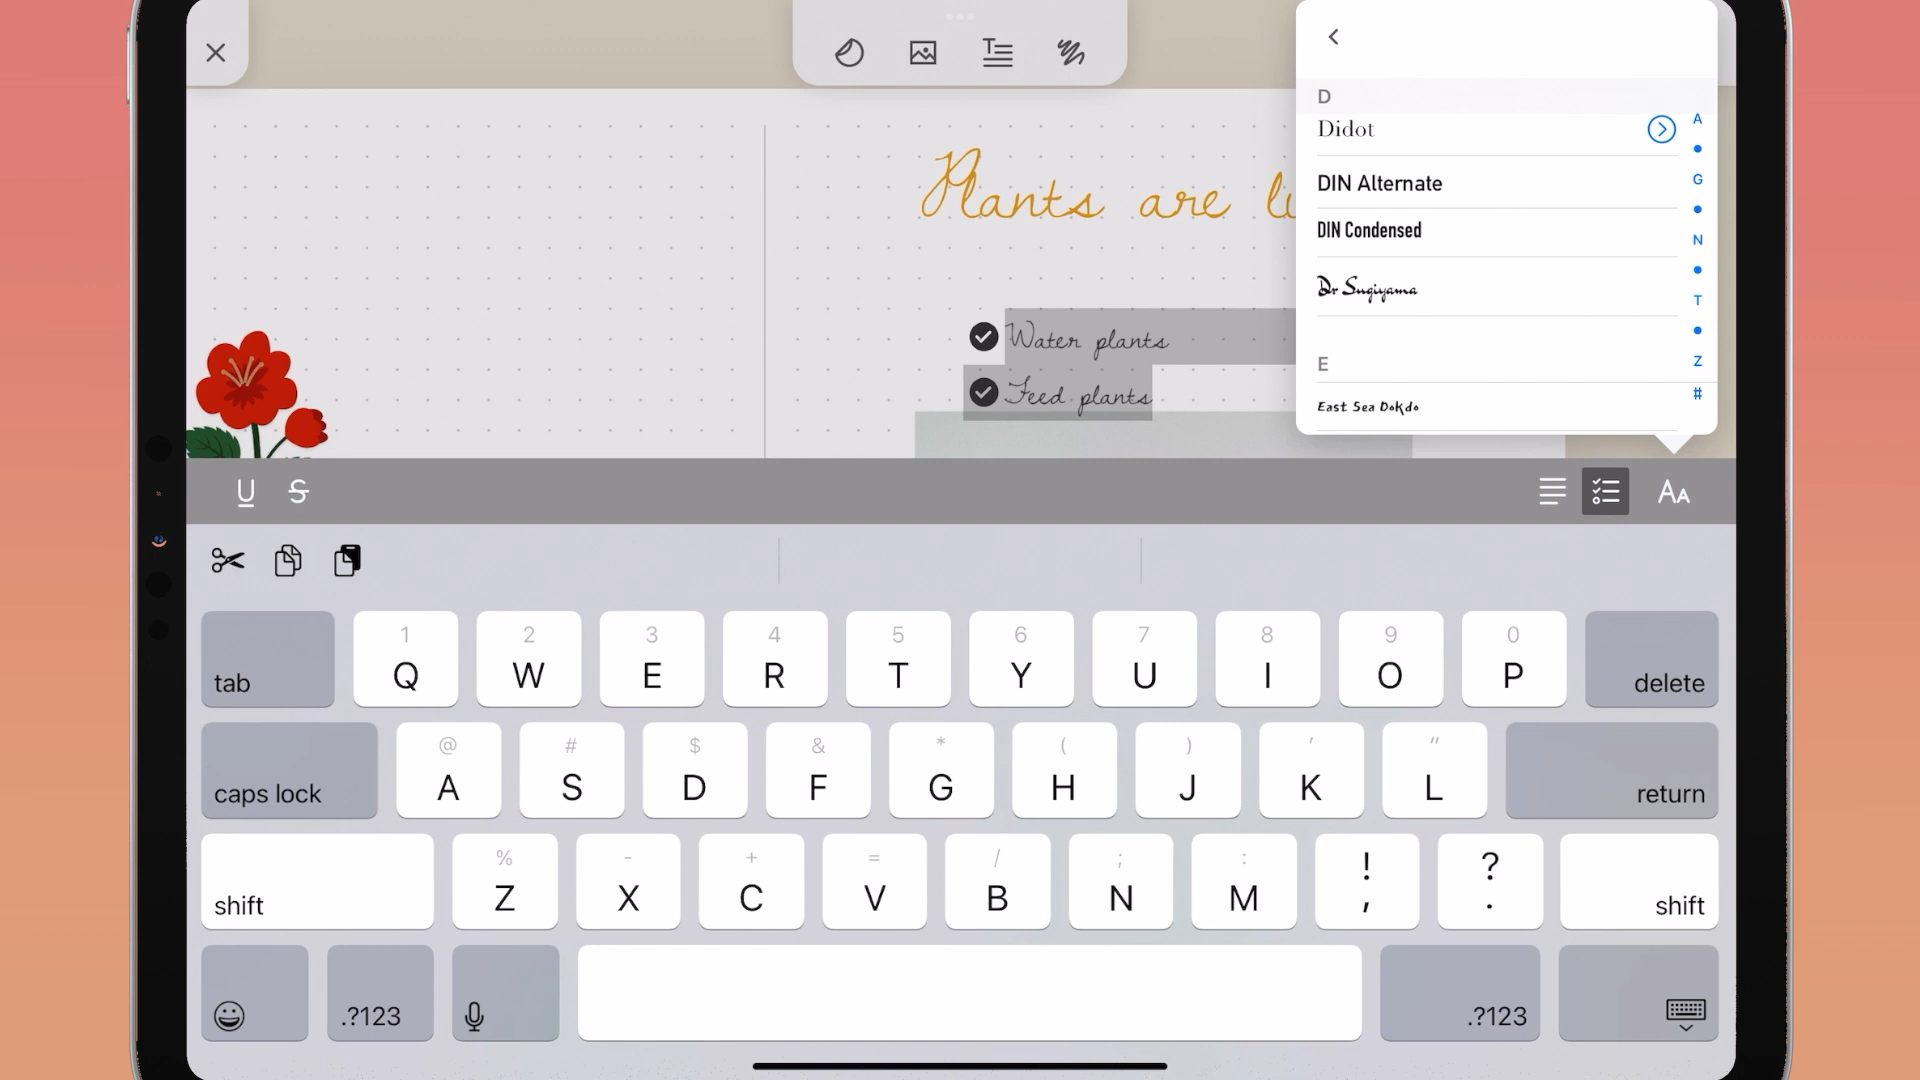 D
Didot
DIN Alternate
DIN Condensed
Dr Sugiyama
E
East Sea Dokdo
A
G
N
T
Z
#
Plants are
Water plants
Feed plants
U S AA
tab 1 Q 2 W 3 E 4 R 5 T 6 Y 7 U 8 I 9 O 0 P delete
caps lock @ A # S $ D & F * G ( H ) J ' K " L return
shift % Z - X + C = V / B ; N : M ! , ? . shift
.?123 .?123